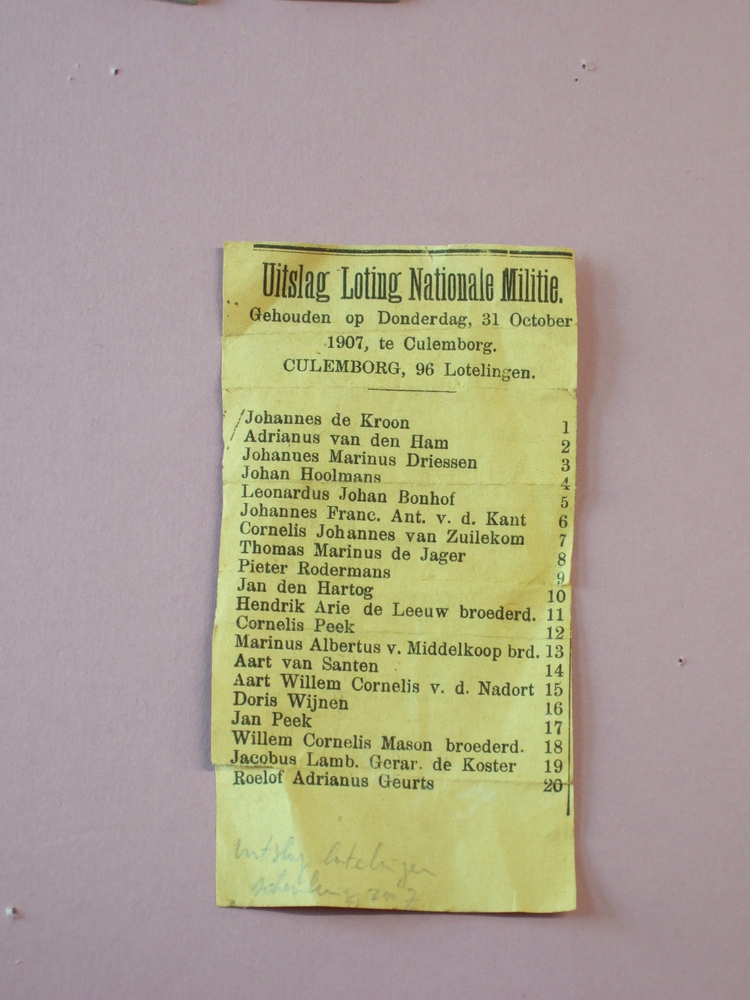 Uitslag Loting Nationale Militie.
Gehouden op Donderdag, 31 October
1907, te Culemborg.
CULEMBORG, 96 Lotelingen.
Johannes de Kroon 1
Adrianus van den Ham 2
Johannes Marinus Driessen 3
Johan Hoolmans 4
Leonardus Johan Bonhof 5
Johannes Franc. Ant. v. d. Kant 6
Cornelis Johannes van Zuilekom 7
Thomas Marinus de Jager 8
Pieter Rodermans 9
Jan den Hartog 10
Hendrik Arie de Leeuw broederd. 11
Cornelis Peek 12
Marinus Albertus v. Middelkoop brd. 13
Aart van Santen 14
Aart Willem Cornelis v. d. Nadort 15
Doris Wijnen 16
Jan Peek 17
Willem Cornelis Mason broederd. 18
Jacobus Lamb. Gerar. de Koster 19
Roelof Adrianus Geurts 20
uitslag lotelingen
2007